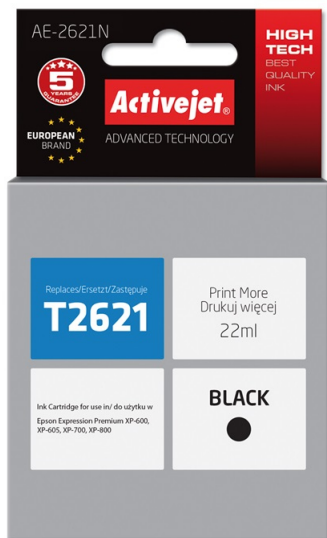 AE-2621N
HIGH
TECH
BEST
QUALITY
INK
5
YEARS
GUARANTEE
Activejet®
EUROPEAN
BRAND
ADVANCED TECHNOLOGY
Replaces/Ersetzt/Zastępuje
T2621
Print More
Drukuj więcej
22ml
Ink Cartridge for use in/ do użytku w
Epson Expression Premium XP-600,
XP-605, XP-700, XP-800
BLACK